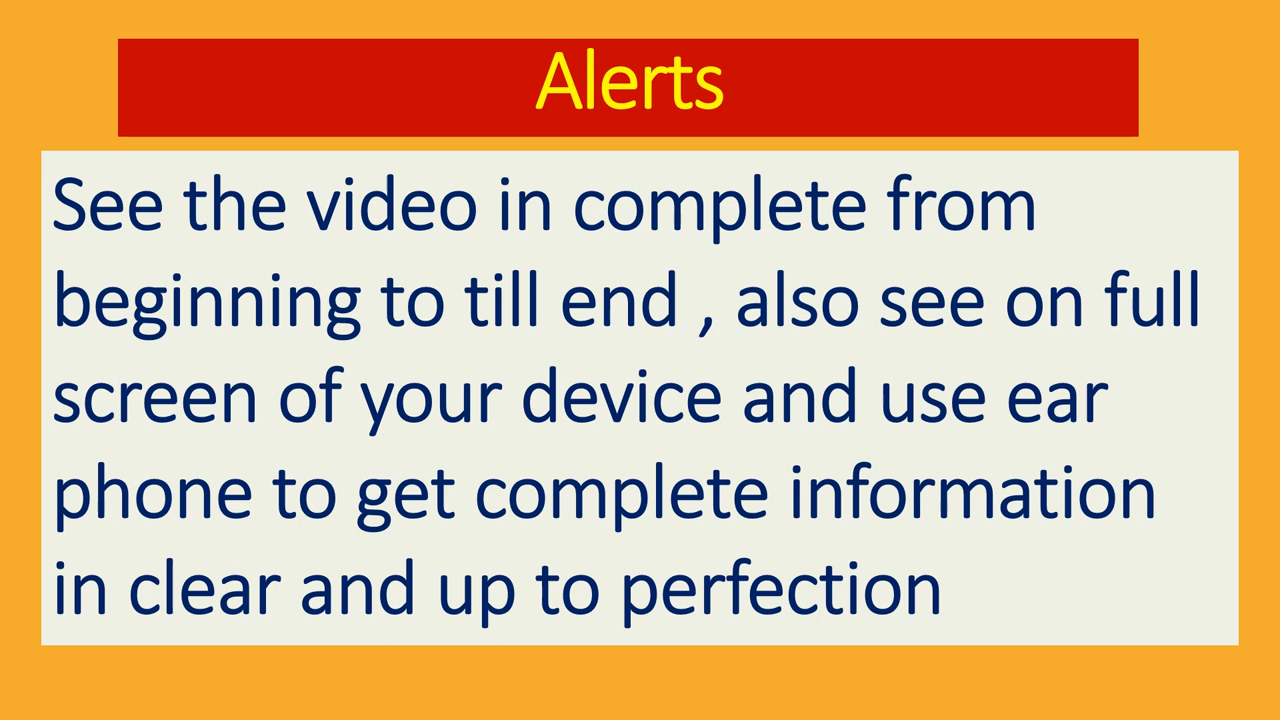 Alerts
See the video in complete from
beginning to till end , also see on full
screen of your device and use ear
phone to get complete information
in clear and up to perfection